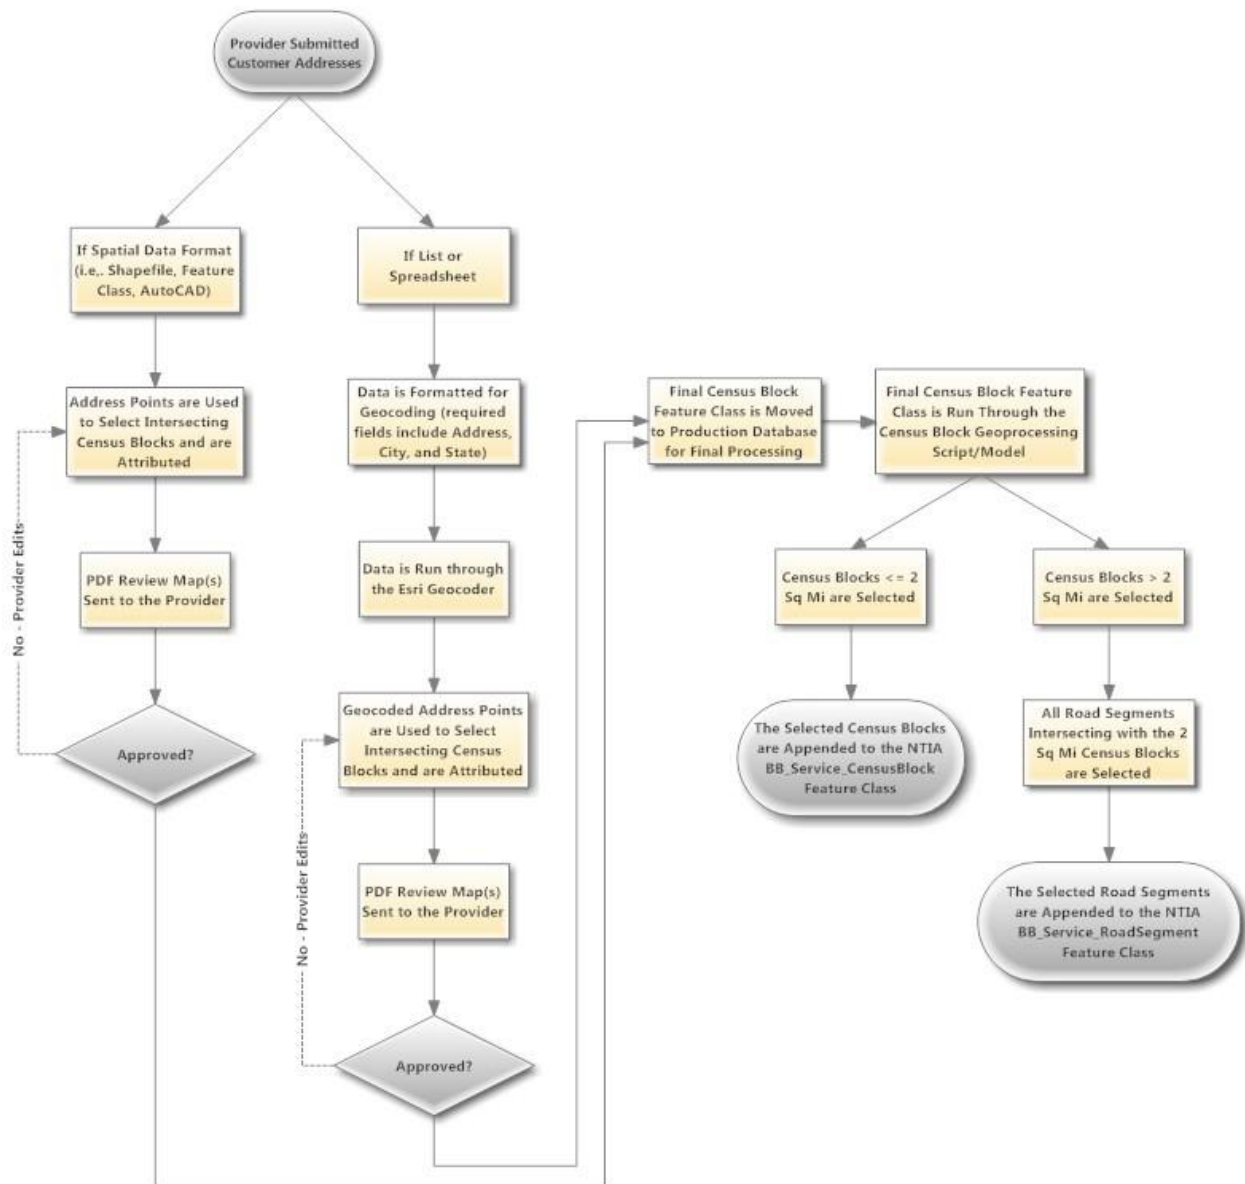 Provider Submitted
Customer Addresses
If Spatial Data Format
(i.e,. Shapefile, Feature
Class, AutoCAD)
Address Points are Used
to Select Intersecting
Census Blocks and are
Attributed
PDF Review Map(s)
Sent to the Provider
Approved?
No - Provider Edits
If List or
Spreadsheet
Data is Formatted for
Geocoding (required
fields include Address,
City, and State)
Data is Run through
the Esri Geocoder
Geocoded Address Points
are Used to Select
Intersecting Census
Blocks and are Attributed
PDF Review Map(s)
Sent to the Provider
Approved?
No - Provider Edits
Final Census Block
Feature Class is Moved
to Production Database
for Final Processing
Final Census Block Feature
Class is Run Through the
Census Block Geoprocessing
Script/Model
Census Blocks <= 2
Sq Mi are Selected
The Selected Census Blocks
are Appended to the NTIA
BB_Service_CensusBlock
Feature Class
Census Blocks > 2
Sq Mi are Selected
All Road Segments
Intersecting with the 2
Sq Mi Census Blocks
are Selected
The Selected Road Segments
are Appended to the NTIA
BB_Service_RoadSegment
Feature Class